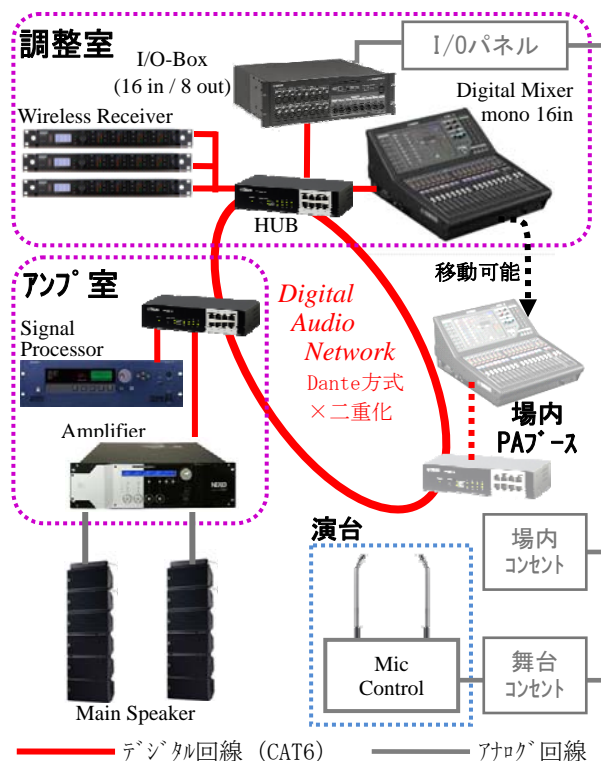 調整室
I/O-Box
(16 in / 8 out)
I/Oパネル
Wireless Receiver
Digital Mixer
mono 16in
HUB
移動可能
アンプ室
Signal
Processor
Digital
Audio
Network
Dante方式
×二重化
Amplifier
場内
PAブース
演台
場内
コンセント
Mic
Control
舞台
コンセント
Main Speaker
デジタル回線 (CAT6)
アナログ回線